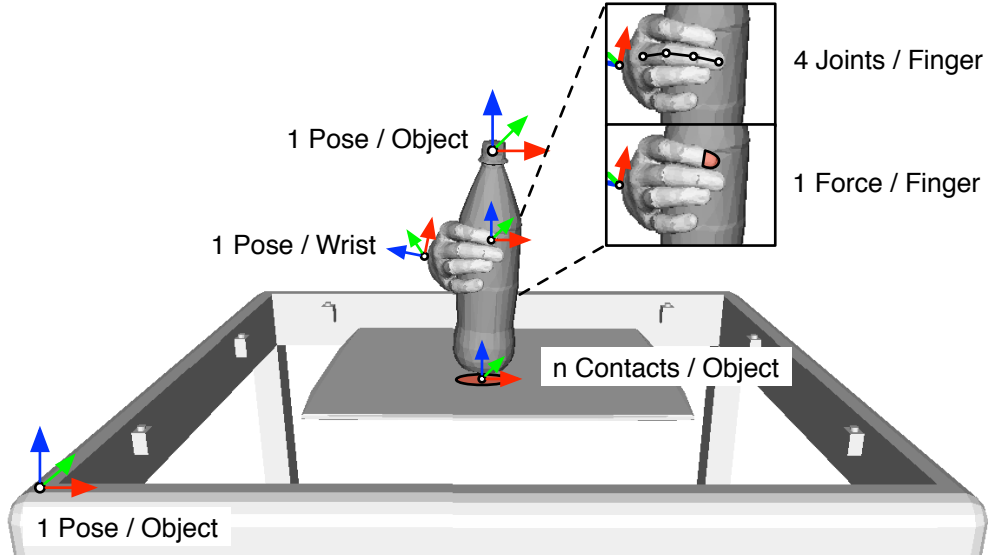 4 Joints / Finger
1 Pose / Object
1 Force / Finger
1 Pose / Wrist
n Contacts / Object
1 Pose / Object